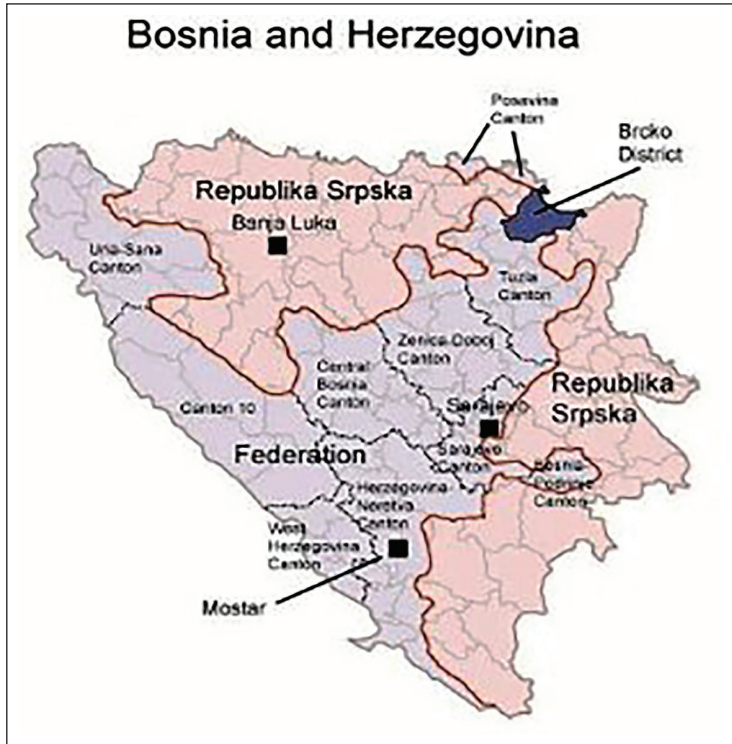 Bosnia and Herzegovina
Posavina
Canton
Brcko
District
Republika Srpska
Banja Luka
Una-Sana
Canton
Tuzla
Canton
Zenica-Doboj
Canton
Central
Bosnia
Canton
Republika
Srpska
Sarajevo
Canton 10
Federation
Sarajevo
Canton
Bosnia-
Podrinje
Canton
Herzegovina-
Neretva
Canton
West
Herzegovina
Canton
Mostar